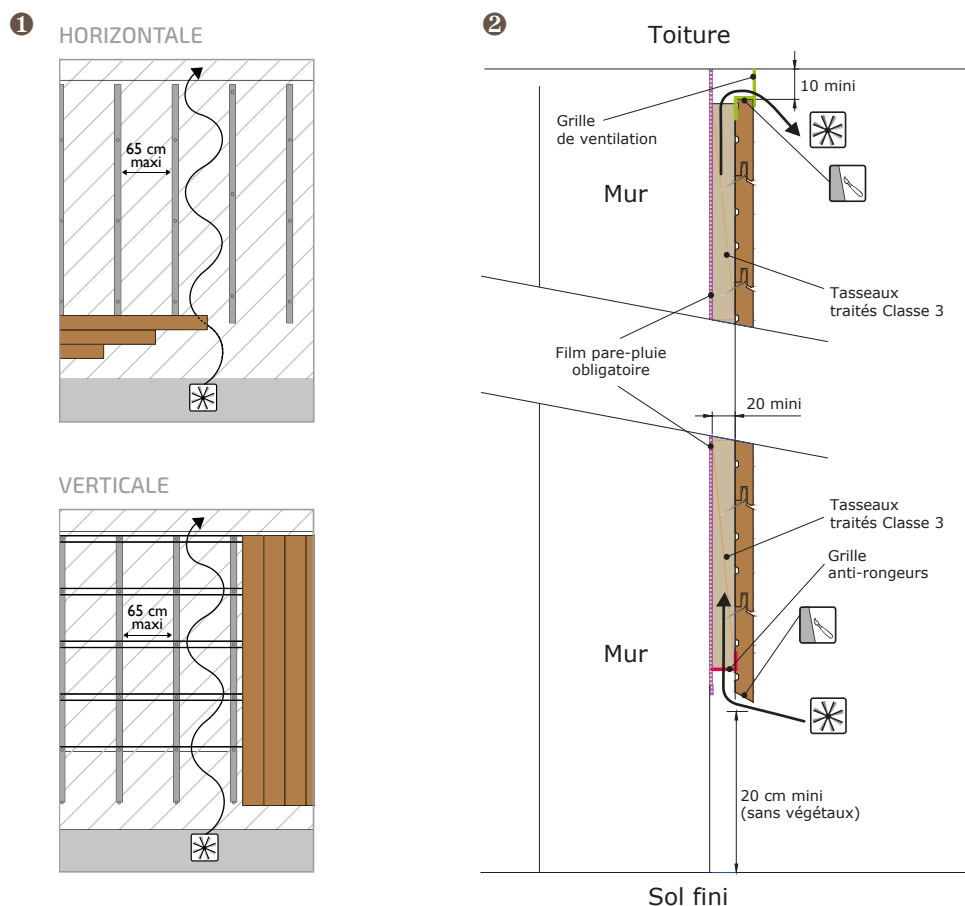 ❶
HORIZONTALE
65 cm
maxi
VERTICALE
65 cm
maxi
❷
Toiture
10 mini
Grille
de ventilation
Mur
Tasseaux
traités Classe 3
Film pare-pluie
obligatoire
20 mini
Tasseaux
traités Classe 3
Grille
anti-rongeurs
Mur
20 cm mini
(sans végétaux)
Sol fini